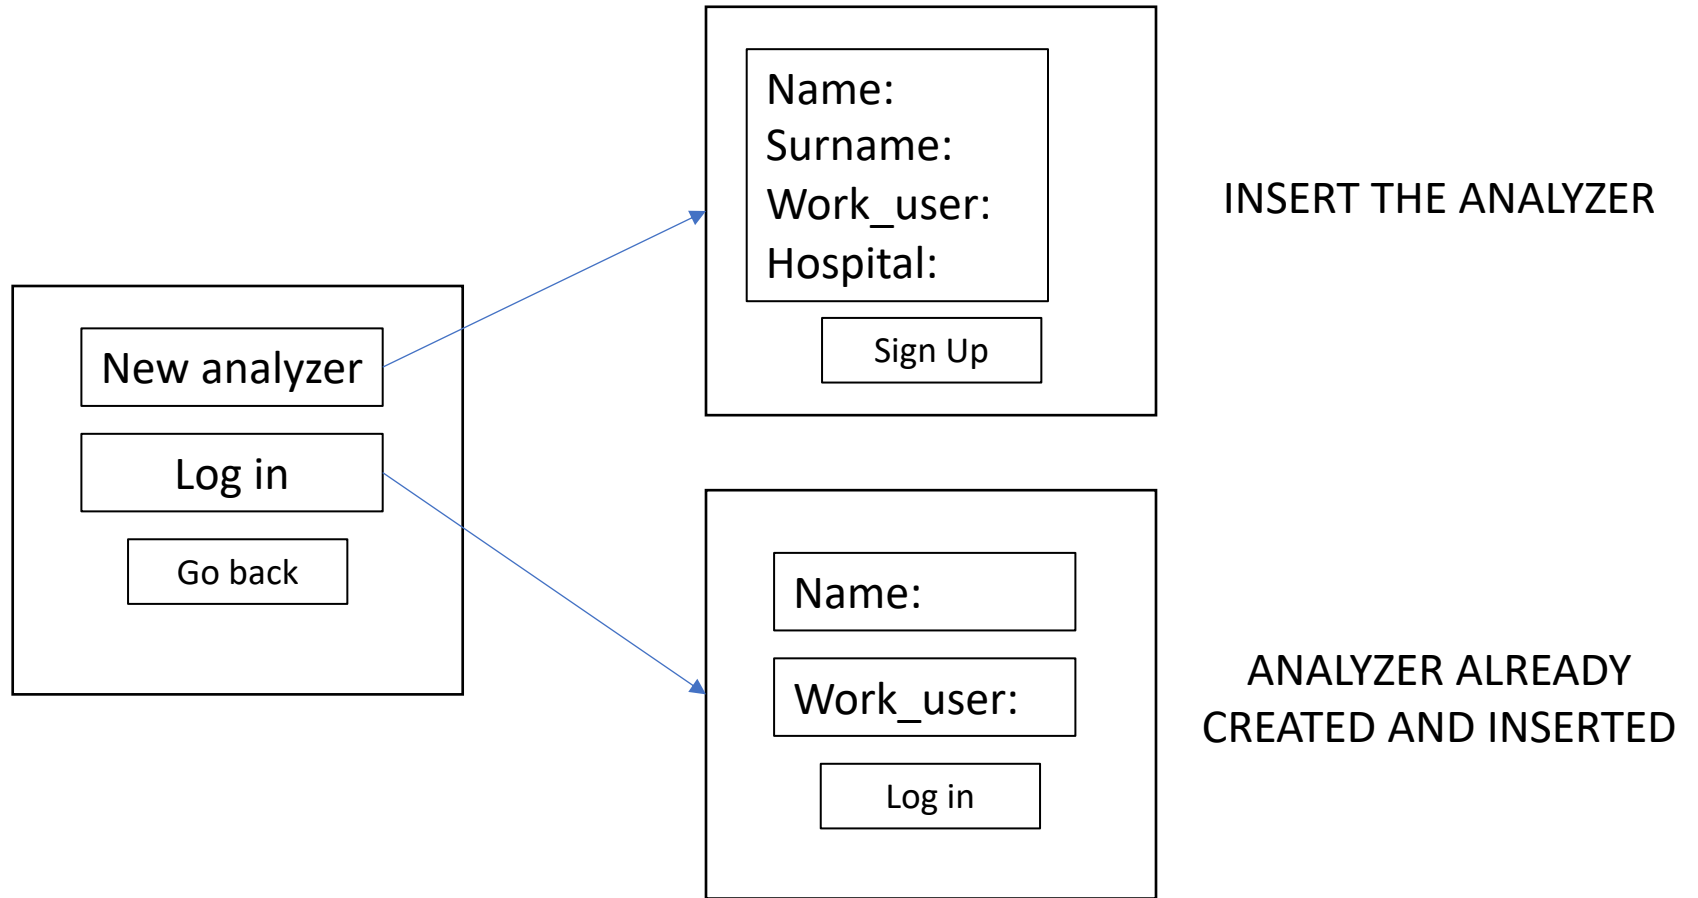 New analyzer
Log in
Go back
Name:
Surname:
Work_user:
Hospital:
Sign Up
INSERT THE ANALYZER
Name:
Work_user:
Log in
ANALYZER ALREADY
CREATED AND INSERTED